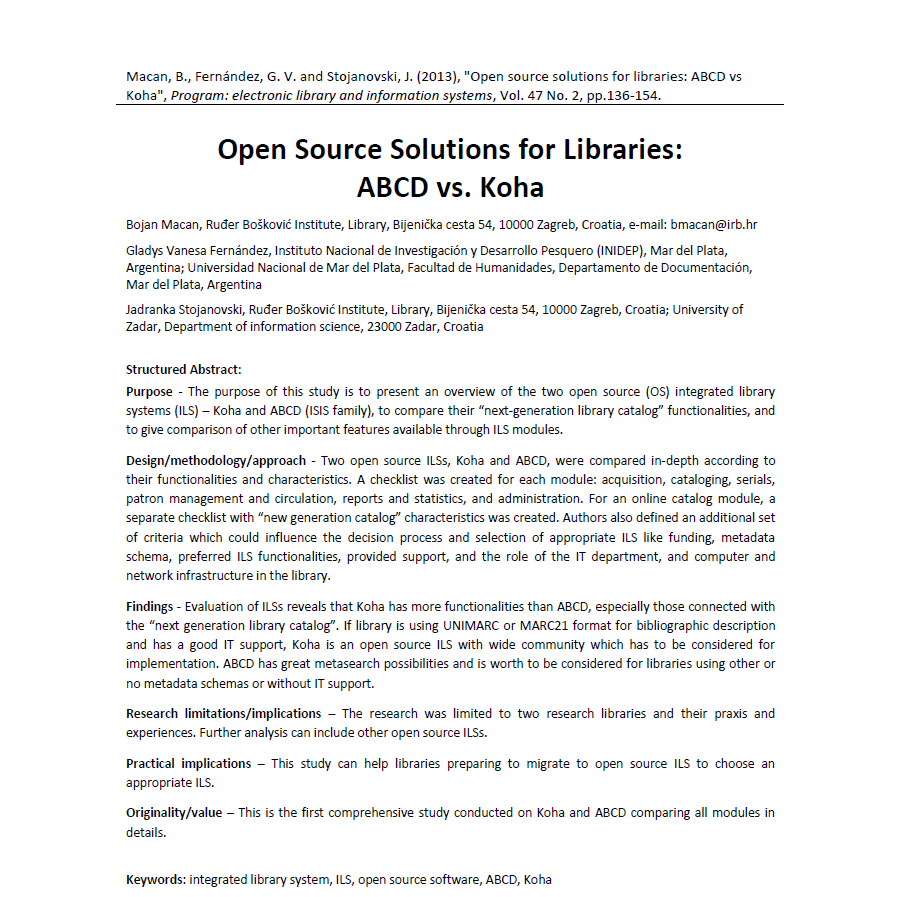 Macan, B., Fernández, G. V. and Stojanovski, J. (2013), "Open source solutions for libraries: ABCD vs
Koha", Program: electronic library and information systems, Vol. 47 No. 2, pp.136-154.
Open Source Solutions for Libraries:
ABCD vs. Koha
Bojan Macan, Ruđer Bošković Institute, Library, Bijenička cesta 54, 10000 Zagreb, Croatia, e-mail: bmacan@irb.hr
Gladys Vanesa Fernández, Instituto Nacional de Investigación y Desarrollo Pesquero (INIDEP), Mar del Plata,
Argentina; Universidad Nacional de Mar del Plata, Facultad de Humanidades, Departamento de Documentación,
Mar del Plata, Argentina
Jadranka Stojanovski, Ruđer Bošković Institute, Library, Bijenička cesta 54, 10000 Zagreb, Croatia; University of
Zadar, Department of information science, 23000 Zadar, Croatia
Structured Abstract:
Purpose - The purpose of this study is to present an overview of the two open source (OS) integrated library
systems (ILS) – Koha and ABCD (ISIS family), to compare their “next-generation library catalog” functionalities, and
to give comparison of other important features available through ILS modules.
Design/methodology/approach - Two open source ILSs, Koha and ABCD, were compared in-depth according to
their functionalities and characteristics. A checklist was created for each module: acquisition, cataloging, serials,
patron management and circulation, reports and statistics, and administration. For an online catalog module, a
separate checklist with “new generation catalog” characteristics was created. Authors also defined an additional set
of criteria which could influence the decision process and selection of appropriate ILS like funding, metadata
schema, preferred ILS functionalities, provided support, and the role of the IT department, and computer and
network infrastructure in the library.
Findings - Evaluation of ILSs reveals that Koha has more functionalities than ABCD, especially those connected with
the “next generation library catalog”. If library is using UNIMARC or MARC21 format for bibliographic description
and has a good IT support, Koha is an open source ILS with wide community which has to be considered for
implementation. ABCD has great metasearch possibilities and is worth to be considered for libraries using other or
no metadata schemas or without IT support.
Research limitations/implications – The research was limited to two research libraries and their praxis and
experiences. Further analysis can include other open source ILSs.
Practical implications – This study can help libraries preparing to migrate to open source ILS to choose an
appropriate ILS.
Originality/value – This is the first comprehensive study conducted on Koha and ABCD comparing all modules in
details.
Keywords: integrated library system, ILS, open source software, ABCD, Koha